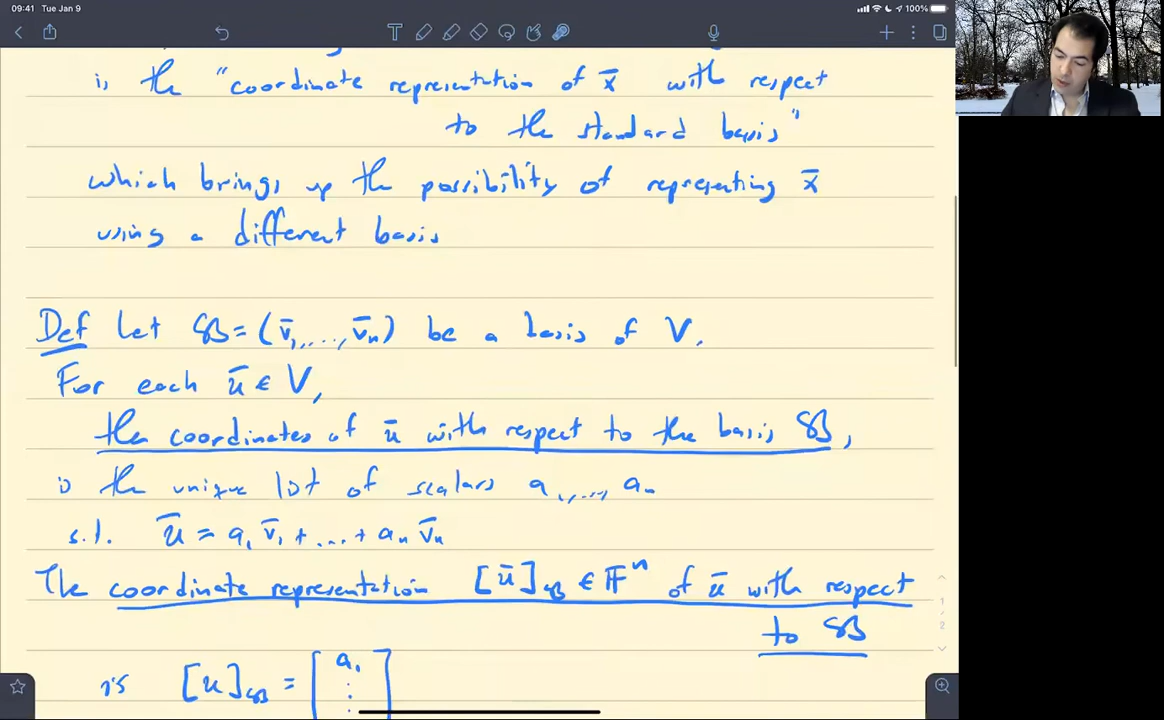 09:41 Tue Jan 9
100%
is the "coordinate representation of x̄ with respect
to the standard basis"
which brings up the possibility of representing x̄
using a different basis
Def Let ℬ = (v̄₁,...,v̄ₙ) be a basis of V.
For each ū ∈ V,
the coordinates of ū with respect to the basis ℬ,
is the unique list of scalars a₁,..., aₙ
s.t. ū = a₁v̄₁ + ... + aₙv̄ₙ
The coordinate representation [ū]ℬ ∈ 𝔽ⁿ of ū with respect
to ℬ
is [u]ℬ = [a₁
⋮
1
/
2